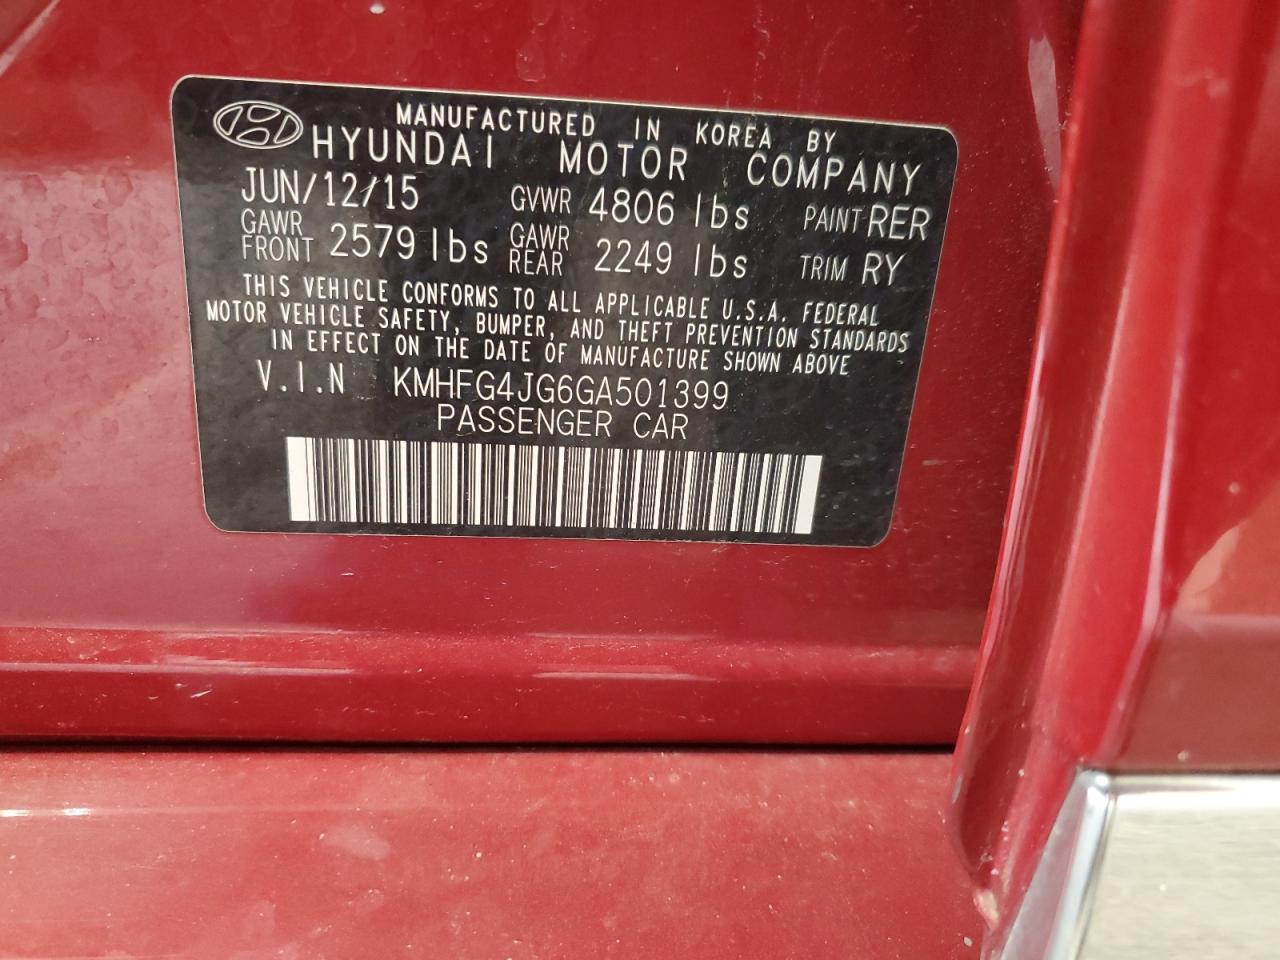 MANUFACTURED IN KOREA BY
HYUNDAI MOTOR COMPANY
JUN/12/15 GVWR 4806 lbs PAINT RER
GAWR FRONT 2579 lbs GAWR REAR 2249 lbs TRIM RY
THIS VEHICLE CONFORMS TO ALL APPLICABLE U.S.A. FEDERAL
MOTOR VEHICLE SAFETY, BUMPER, AND THEFT PREVENTION STANDARDS
IN EFFECT ON THE DATE OF MANUFACTURE SHOWN ABOVE
V.I.N KMHFG4JG6GA501399
PASSENGER CAR